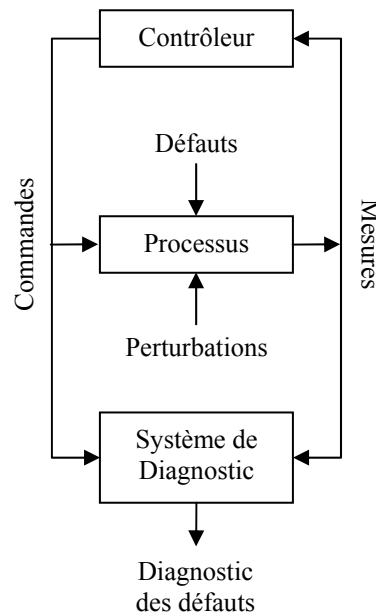 Contrôleur
Défauts
Commandes
Processus
Mesures
Perturbations
Système de
Diagnostic
Diagnostic
des défauts